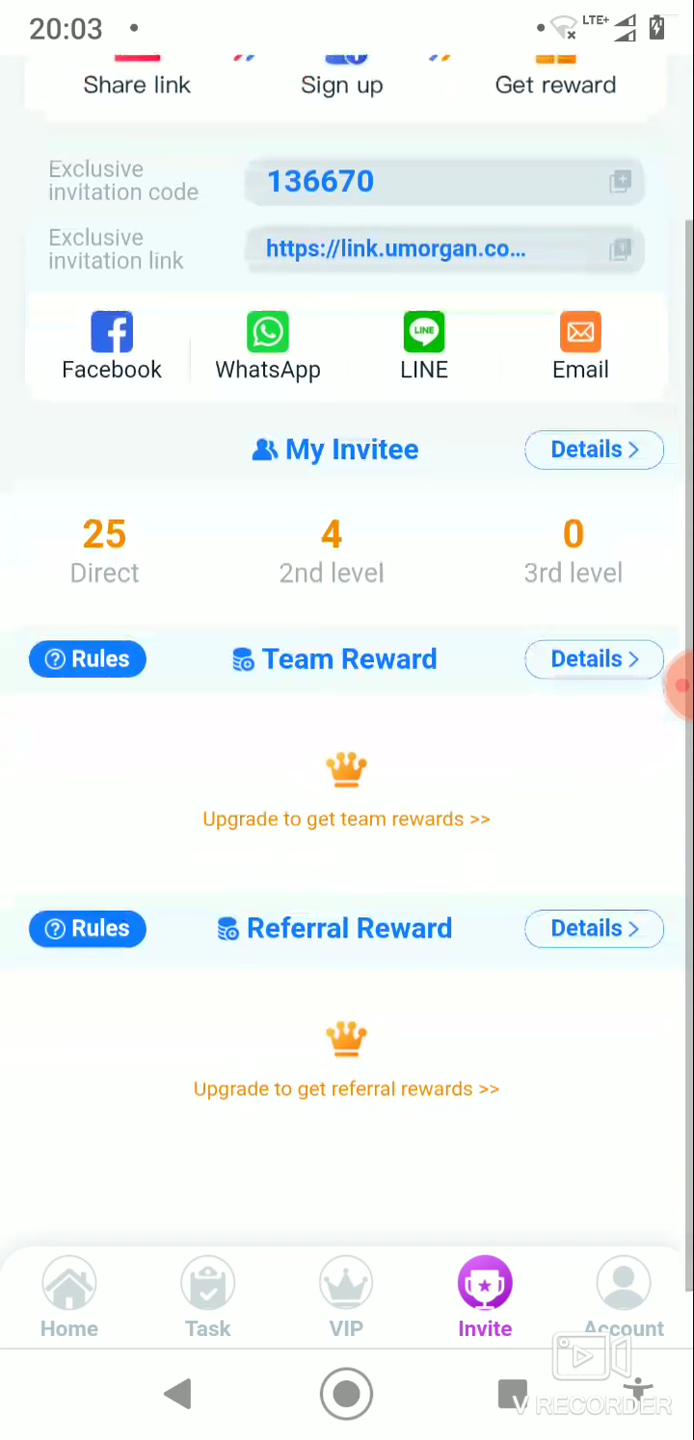 20:03
LTE+
Share link
Sign up
Get reward
Exclusive
invitation code
136670
Exclusive
invitation link
https://link.umorgan.co...
Facebook
WhatsApp
LINE
LINE
Email
My Invitee
Details >
25
4
0
Direct
2nd level
3rd level
? Rules
Team Reward
Details >
Upgrade to get team rewards >>
? Rules
Referral Reward
Details >
Upgrade to get referral rewards >>
Home
Task
VIP
Invite
Account
V RECORDER